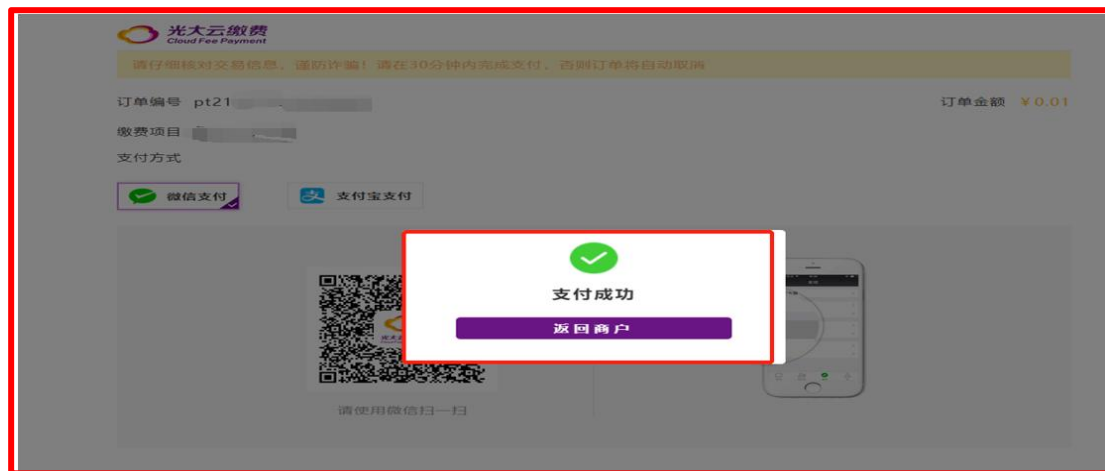 光大云缴费
Cloud Fee Payment
请仔细核对交易信息，谨防诈骗！请在30分钟内完成支付，否则订单将自动取消
订单编号 pt21
订单金额 ￥0.01
缴费项目
支付方式
微信支付
支付宝支付
支付成功
返回商户
请使用微信扫一扫